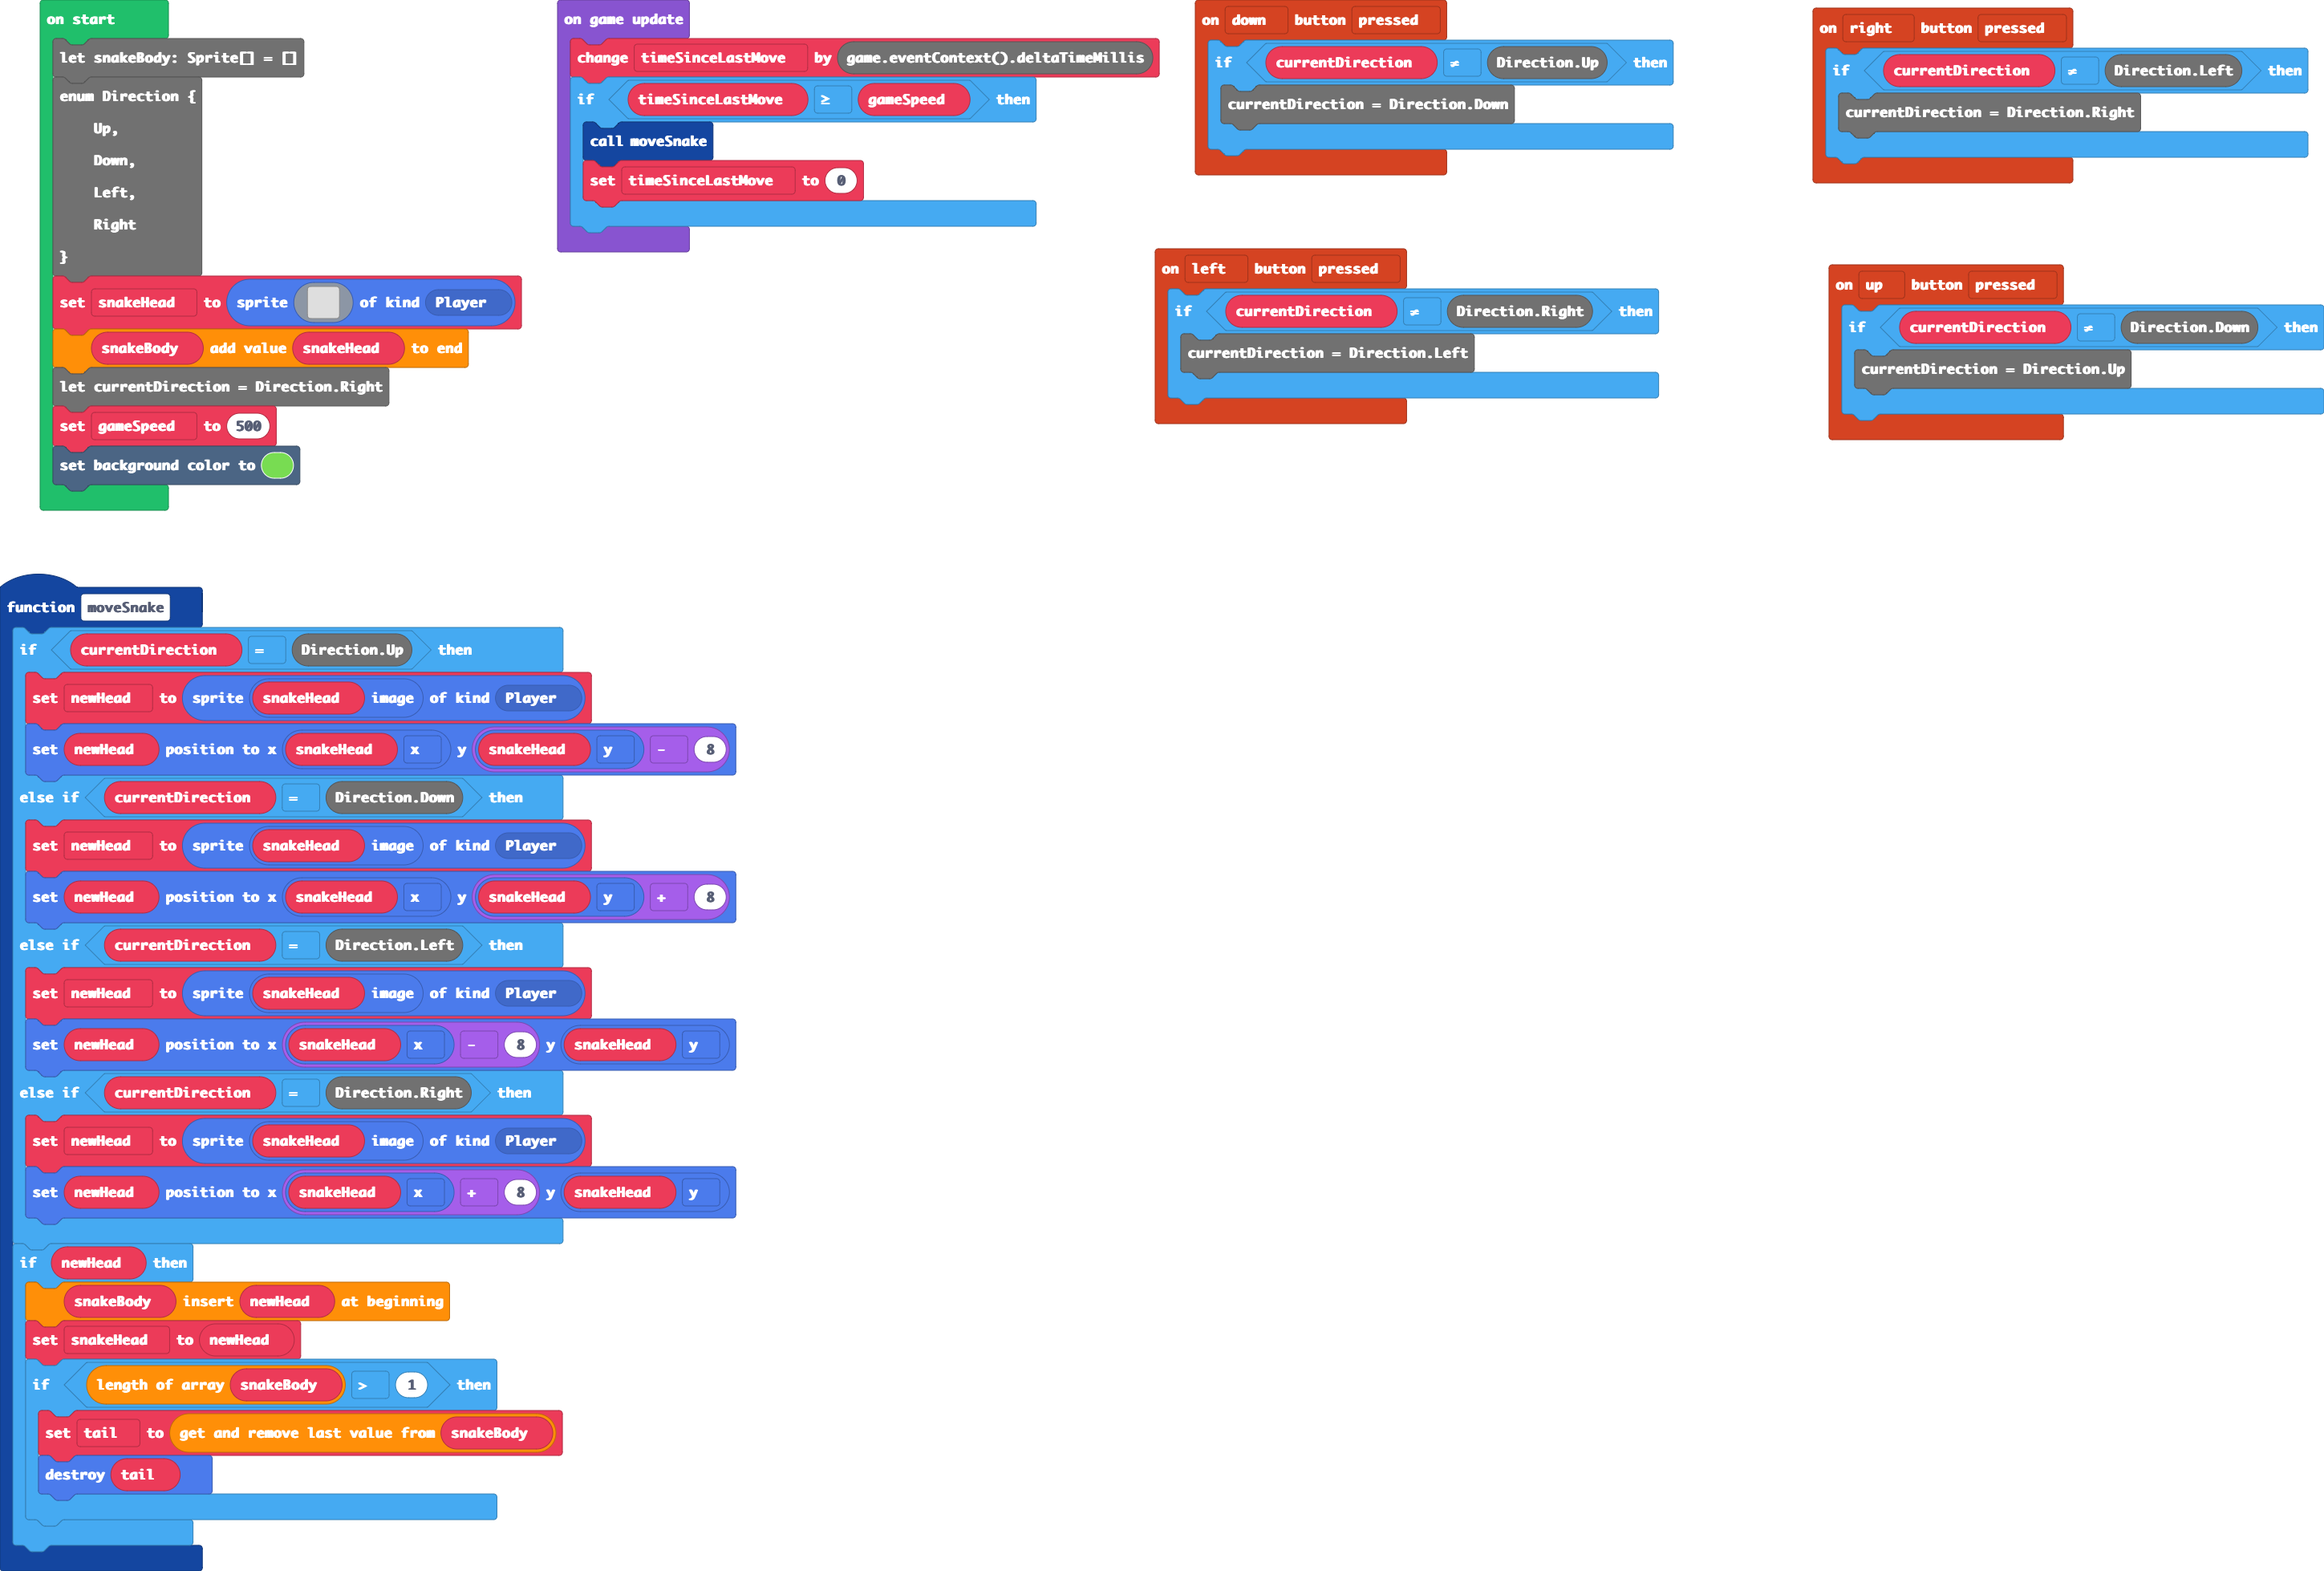 on start
let snakeBody: Sprite[] = []
enum Direction {
Up,
Down,
Left,
Right
}
set snakeHead to sprite of kind Player
snakeBody add value snakeHead to end
let currentDirection = Direction.Right
set gameSpeed to 500
set background color to
on game update
change timeSinceLastMove by game.eventContext().deltaTimeMillis
if timeSinceLastMove ≥ gameSpeed then
call moveSnake
set timeSinceLastMove to 0
on down button pressed
if currentDirection ≠ Direction.Up then
currentDirection = Direction.Down
on right button pressed
if currentDirection ≠ Direction.Left then
currentDirection = Direction.Right
on left button pressed
if currentDirection ≠ Direction.Right then
currentDirection = Direction.Left
on up button pressed
if currentDirection ≠ Direction.Down then
currentDirection = Direction.Up
function moveSnake
if currentDirection = Direction.Up then
set newHead to sprite snakeHead image of kind Player
set newHead position to x snakeHead x y snakeHead y - 8
else if currentDirection = Direction.Down then
set newHead to sprite snakeHead image of kind Player
set newHead position to x snakeHead x y snakeHead y + 8
else if currentDirection = Direction.Left then
set newHead to sprite snakeHead image of kind Player
set newHead position to x snakeHead x - 8 y snakeHead y
else if currentDirection = Direction.Right then
set newHead to sprite snakeHead image of kind Player
set newHead position to x snakeHead x + 8 y snakeHead y
if newHead then
snakeBody insert newHead at beginning
set snakeHead to newHead
if length of array snakeBody > 1 then
set tail to get and remove last value from snakeBody
destroy tail